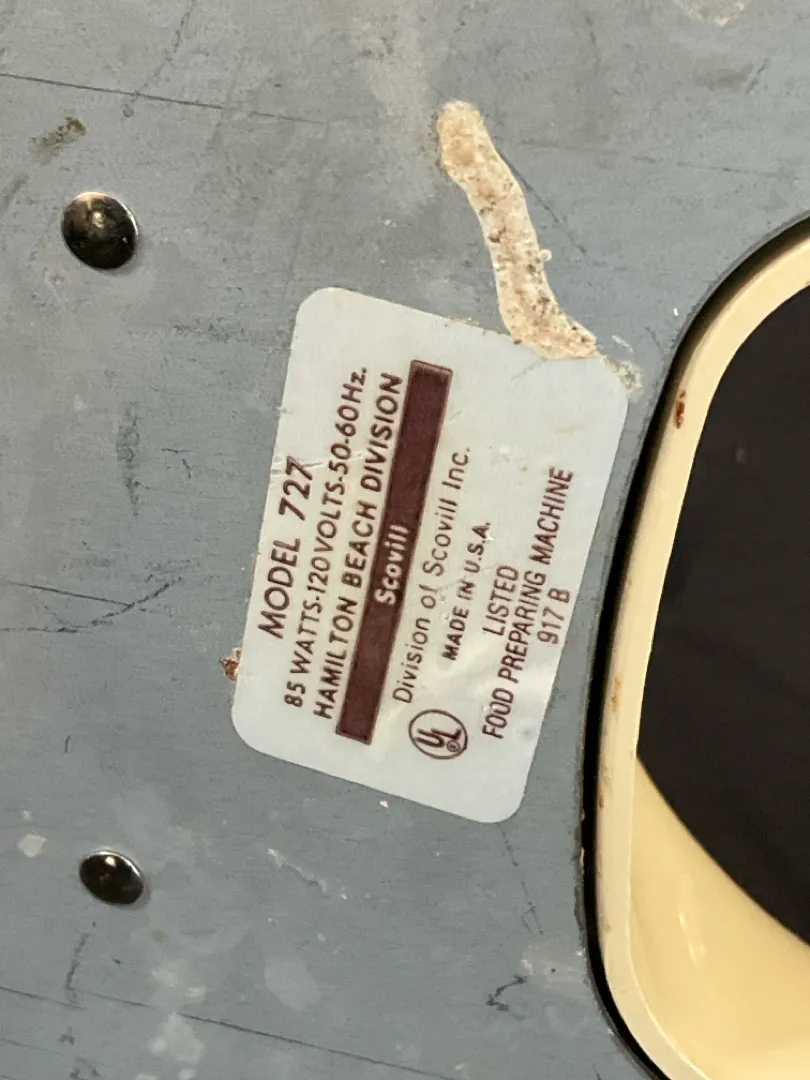 MODEL 727
85 WATTS-120VOLTS-50-60Hz.
HAMILTON BEACH DIVISION
Scovill
Division of Scovill Inc.
MADE IN U.S.A.
UL
LISTED
FOOD PREPARING MACHINE
917 B